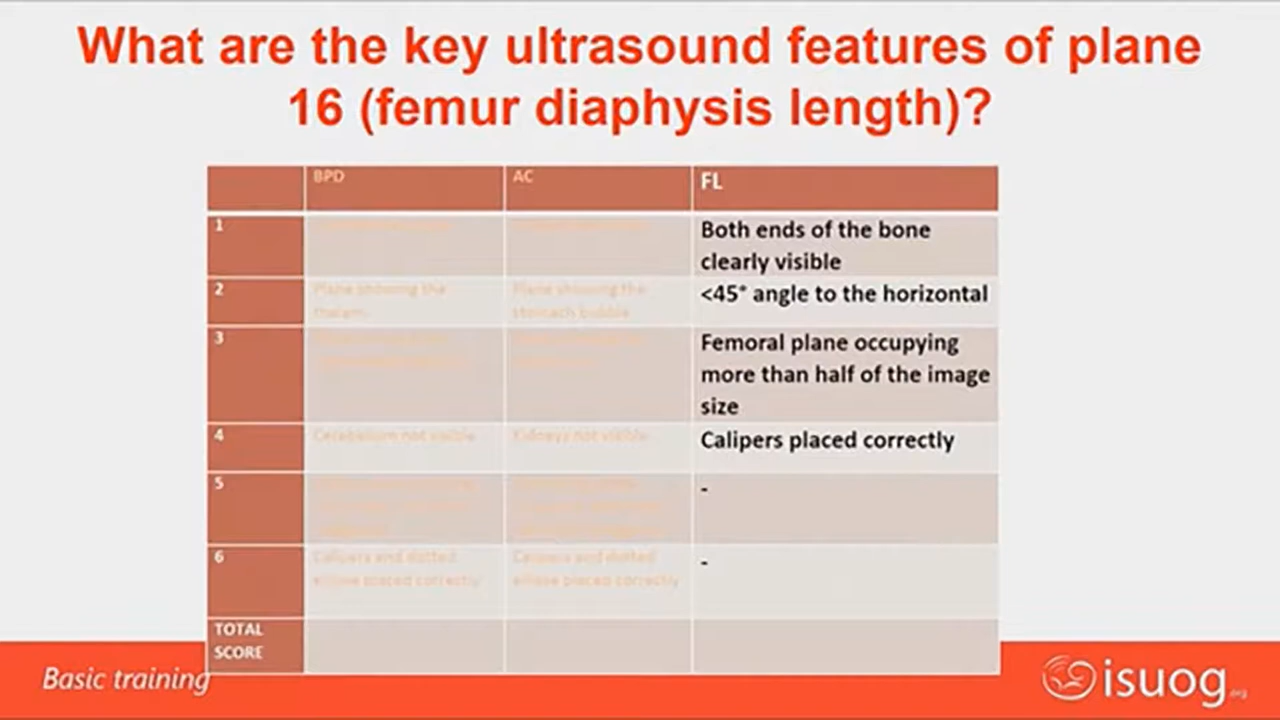 What are the key ultrasound features of plane
16 (femur diaphysis length)?
BPD
AC
FL
1
Both ends of the bone
clearly visible
2
Plane showing the
thalami
Plane showing the
stomach bubble
<45° angle to the horizontal
3
Femoral plane occupying
more than half of the image
size
4
Cerebellum not visible
Kidneys not visible
Calipers placed correctly
5
-
6
Calipers and dotted
ellipse placed correctly
Calipers and dotted
ellipse placed correctly
-
TOTAL
SCORE
Basic training
isuog.org